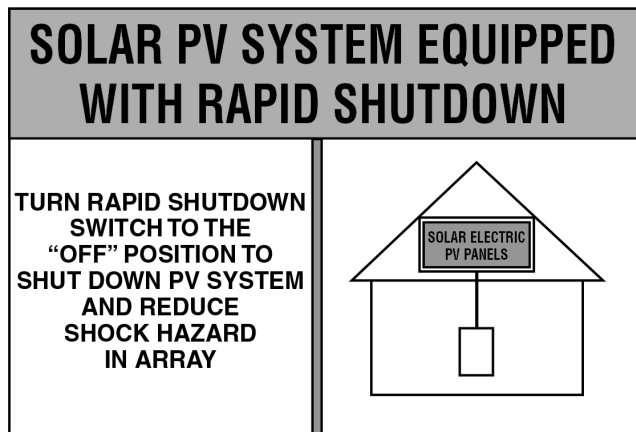 SOLAR PV SYSTEM EQUIPPED
WITH RAPID SHUTDOWN
TURN RAPID SHUTDOWN
SWITCH TO THE
“OFF” POSITION TO
SHUT DOWN PV SYSTEM
AND REDUCE
SHOCK HAZARD
IN ARRAY
SOLAR ELECTRIC
PV PANELS